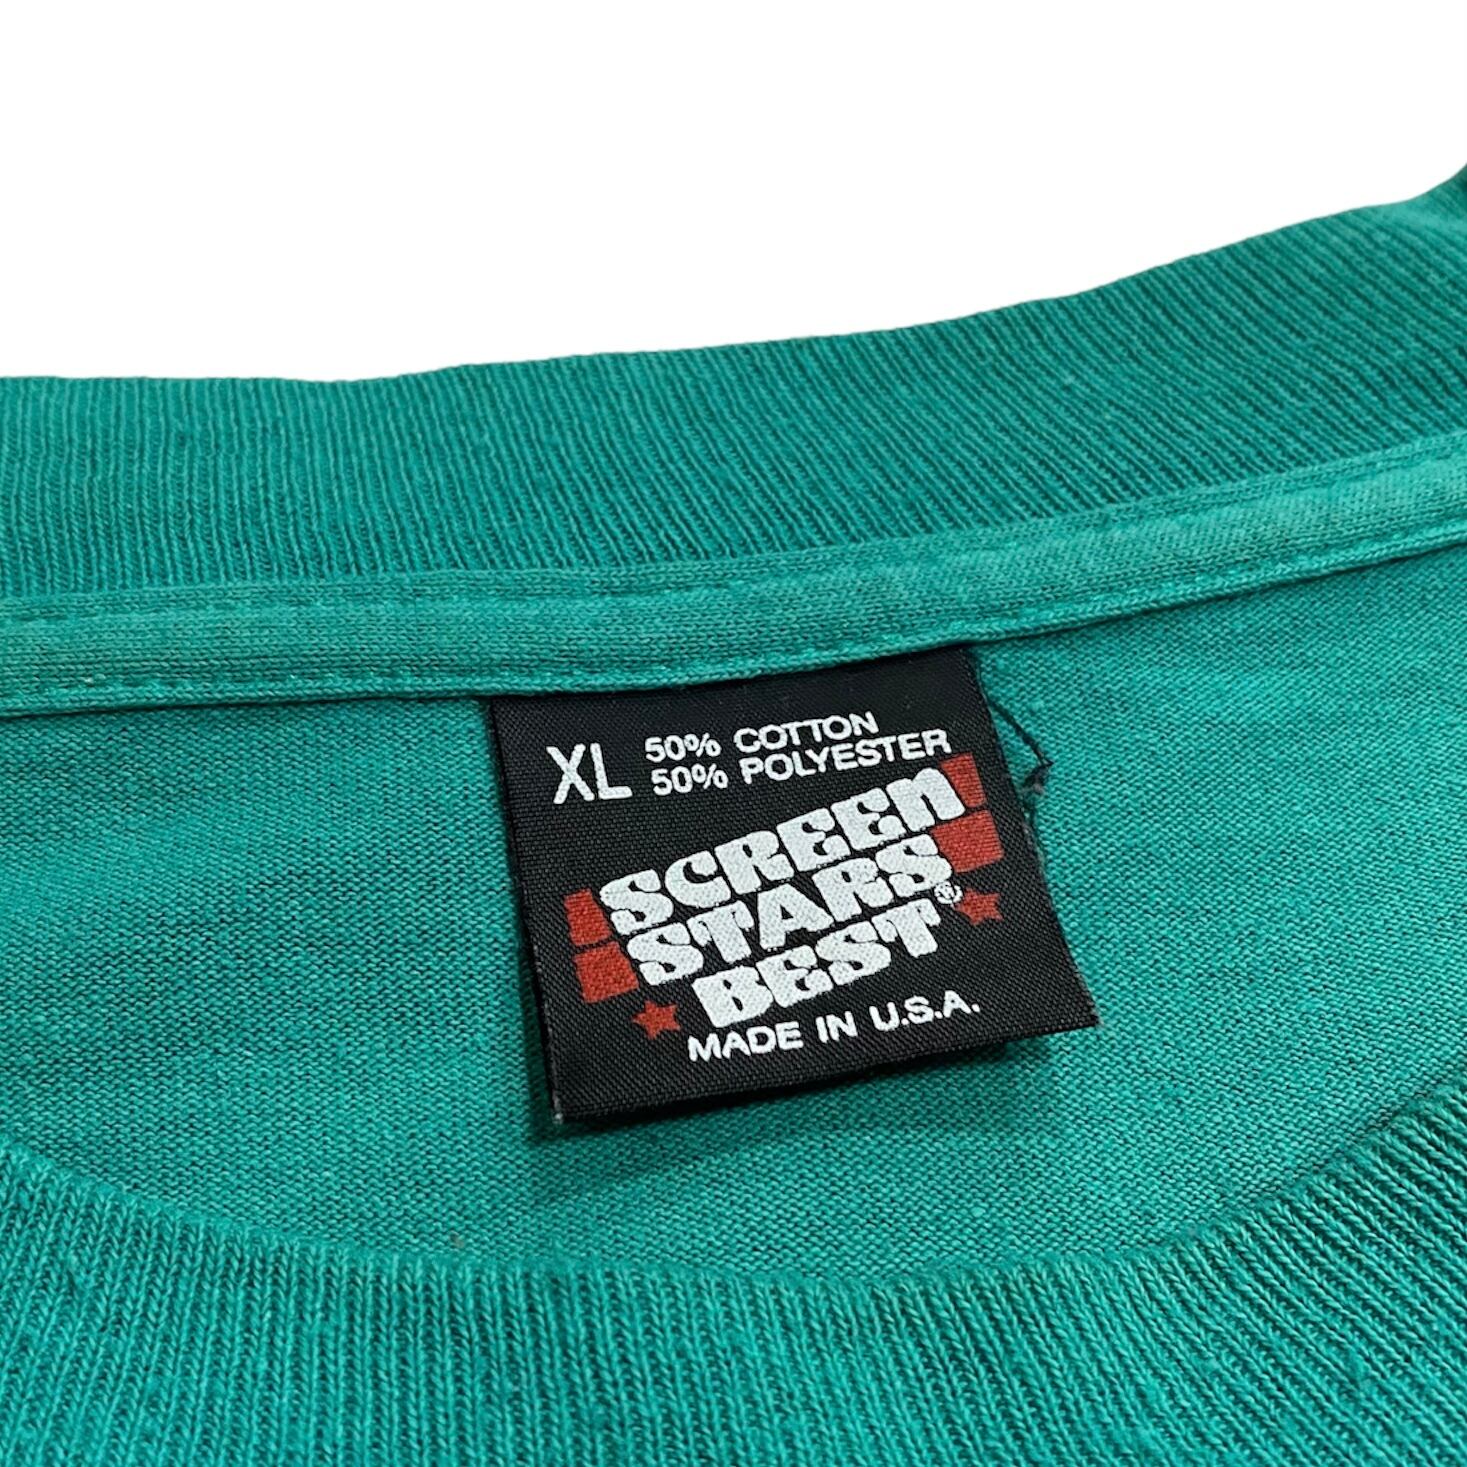 XL 50% COTTON
50% POLYESTER
SCREEN
STARS
BEST®
MADE IN U.S.A.